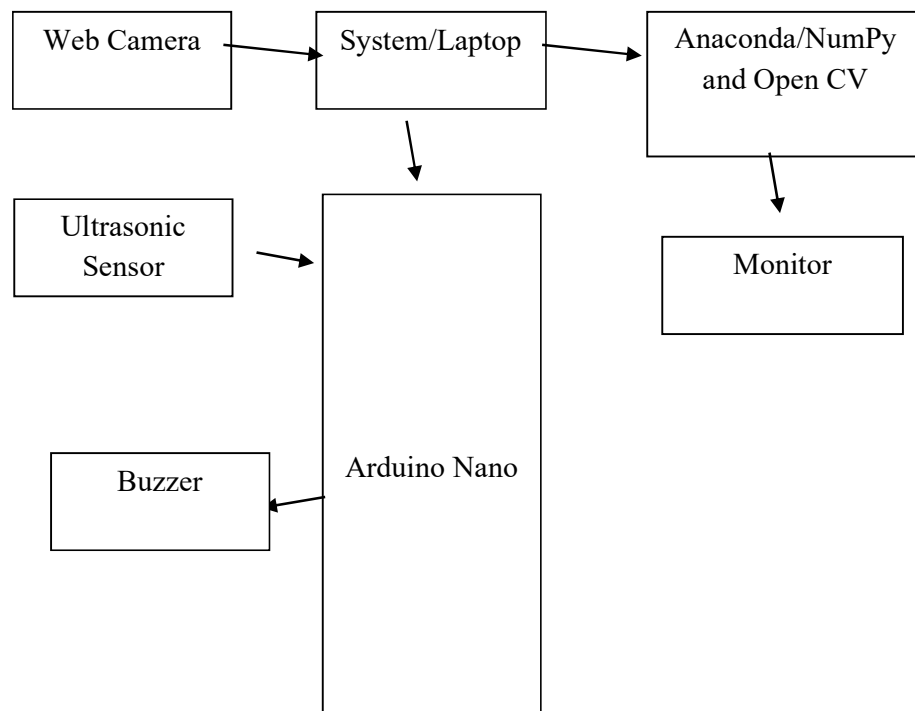 Web Camera
System/Laptop
Anaconda/NumPy
and Open CV
Ultrasonic
Sensor
Monitor
Buzzer
Arduino Nano